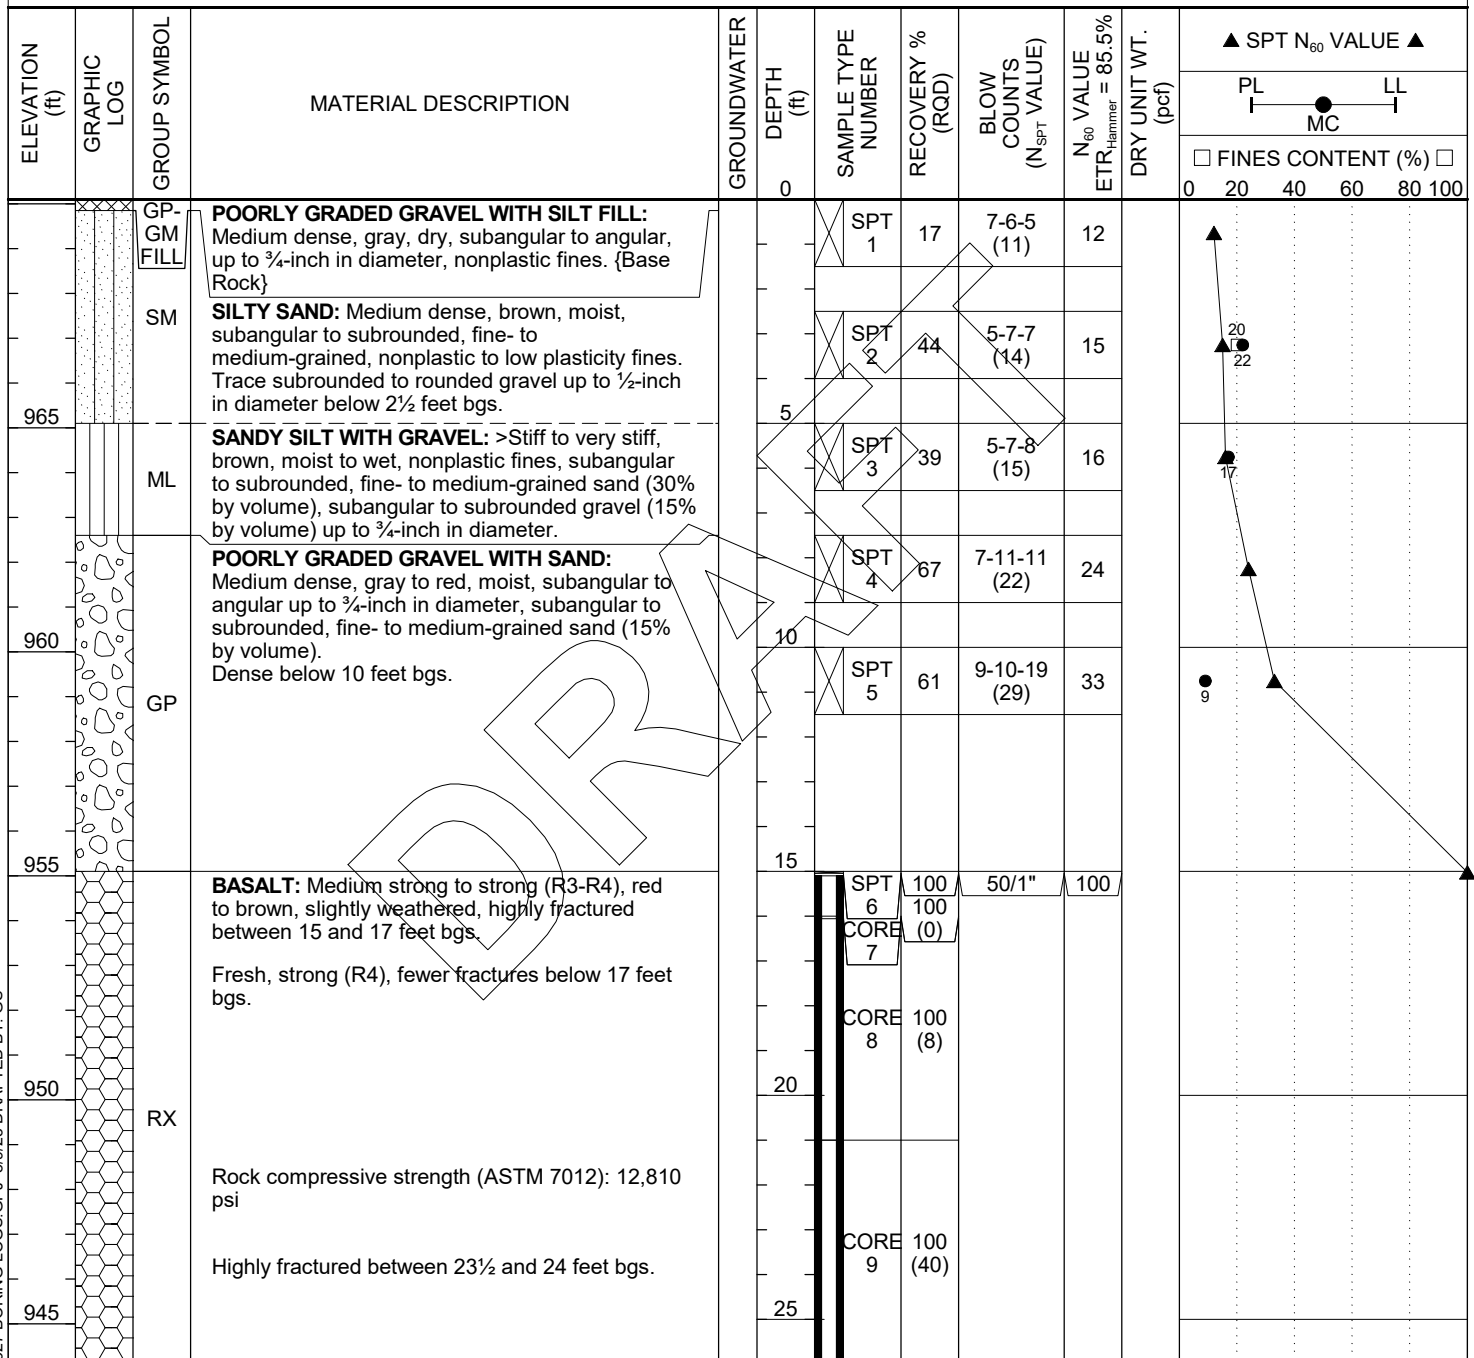 ELEVATION
(ft)
GRAPHIC
LOG
GROUP SYMBOL
MATERIAL DESCRIPTION
GROUNDWATER
DEPTH
(ft)
0
SAMPLE TYPE
NUMBER
RECOVERY %
(RQD)
BLOW
COUNTS
(N_SPT VALUE)
N_60 VALUE
ETR_Hammer = 85.5%
DRY UNIT WT.
(pcf)
▲ SPT N_60 VALUE ▲
PL LL
MC
□ FINES CONTENT (%) □
0 20 40 60 80 100
GP-
GM
FILL
POORLY GRADED GRAVEL WITH SILT FILL:
Medium dense, gray, dry, subangular to angular,
up to ¾-inch in diameter, nonplastic fines. {Base
Rock}
SPT
1
17
7-6-5
(11)
12
SM
SILTY SAND: Medium dense, brown, moist,
subangular to subrounded, fine- to
medium-grained, nonplastic to low plasticity fines.
Trace subrounded to rounded gravel up to ½-inch
in diameter below 2½ feet bgs.
SPT
2
44
5-7-7
(14)
15
20
22
965
5
ML
SANDY SILT WITH GRAVEL: >Stiff to very stiff,
brown, moist to wet, nonplastic fines, subangular
to subrounded, fine- to medium-grained sand (30%
by volume), subangular to subrounded gravel (15%
by volume) up to ¾-inch in diameter.
SPT
3
39
5-7-8
(15)
16
17
POORLY GRADED GRAVEL WITH SAND:
Medium dense, gray to red, moist, subangular to
angular up to ¾-inch in diameter, subangular to
subrounded, fine- to medium-grained sand (15%
by volume).
Dense below 10 feet bgs.
SPT
4
67
7-11-11
(22)
24
960
10
GP
SPT
5
61
9-10-19
(29)
33
9
DRAFT
955
15
BASALT: Medium strong to strong (R3-R4), red
to brown, slightly weathered, highly fractured
between 15 and 17 feet bgs.
SPT
6
100
50/1"
100
CORE
7
100
(0)
Fresh, strong (R4), fewer fractures below 17 feet
bgs.
CORE
8
100
(8)
950
20
RX
Rock compressive strength (ASTM 7012): 12,810
psi
Highly fractured between 23½ and 24 feet bgs.
CORE
9
100
(40)
945
25